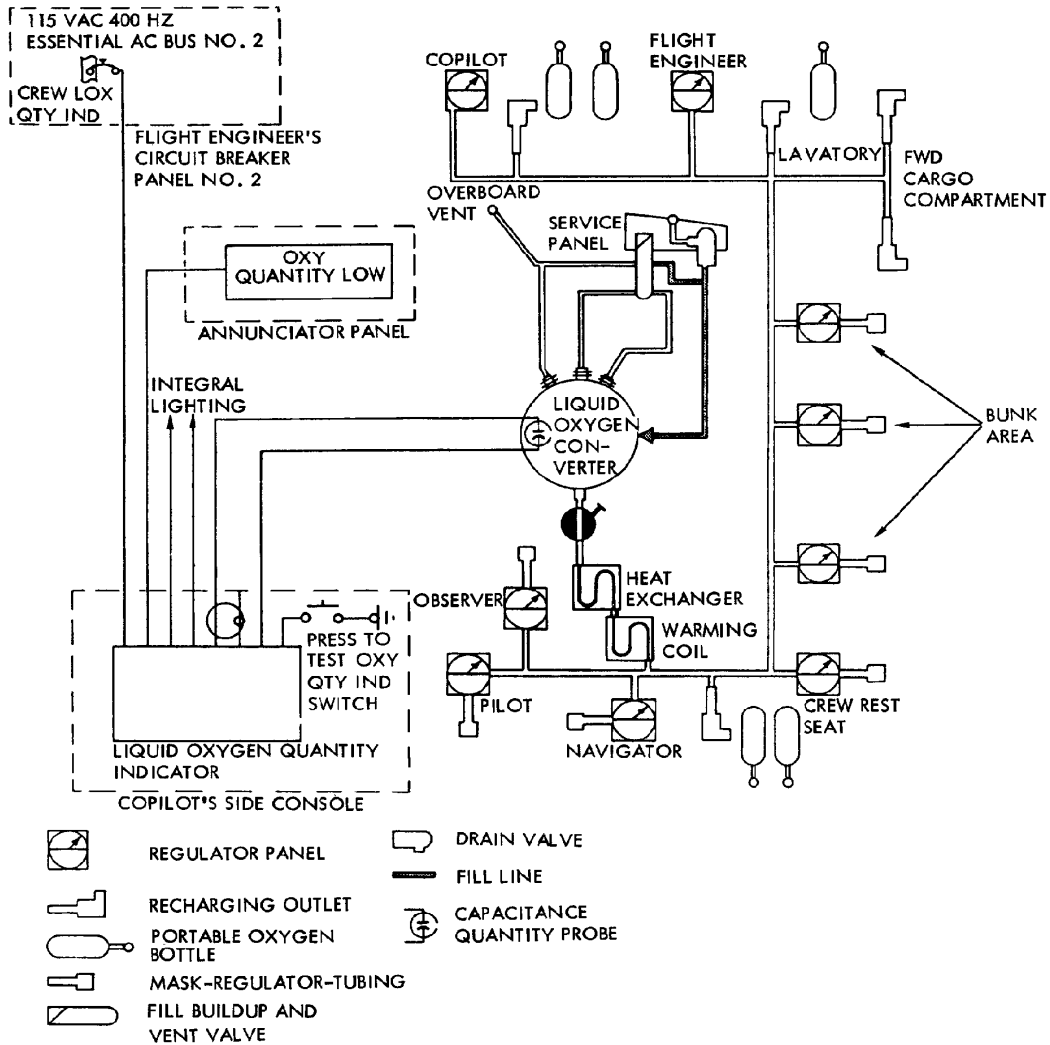 115 VAC 400 HZ
ESSENTIAL AC BUS NO. 2
CREW LOX
QTY IND
FLIGHT ENGINEER'S
CIRCUIT BREAKER
PANEL NO. 2
COPILOT
FLIGHT
ENGINEER
LAVATORY
FWD
CARGO
COMPARTMENT
OVERBOARD
VENT
SERVICE
PANEL
OXY
QUANTITY LOW
ANNUNCIATOR PANEL
INTEGRAL
LIGHTING
LIQUID
OXYGEN
CON-
VERTER
BUNK
AREA
OBSERVER
HEAT
EXCHANGER
WARMING
COIL
PRESS TO
TEST OXY
QTY IND
SWITCH
PILOT
NAVIGATOR
CREW REST
SEAT
LIQUID OXYGEN QUANTITY
INDICATOR
COPILOT'S SIDE CONSOLE
REGULATOR PANEL
RECHARGING OUTLET
PORTABLE OXYGEN
BOTTLE
MASK-REGULATOR-TUBING
FILL BUILDUP AND
VENT VALVE
DRAIN VALVE
FILL LINE
CAPACITANCE
QUANTITY PROBE